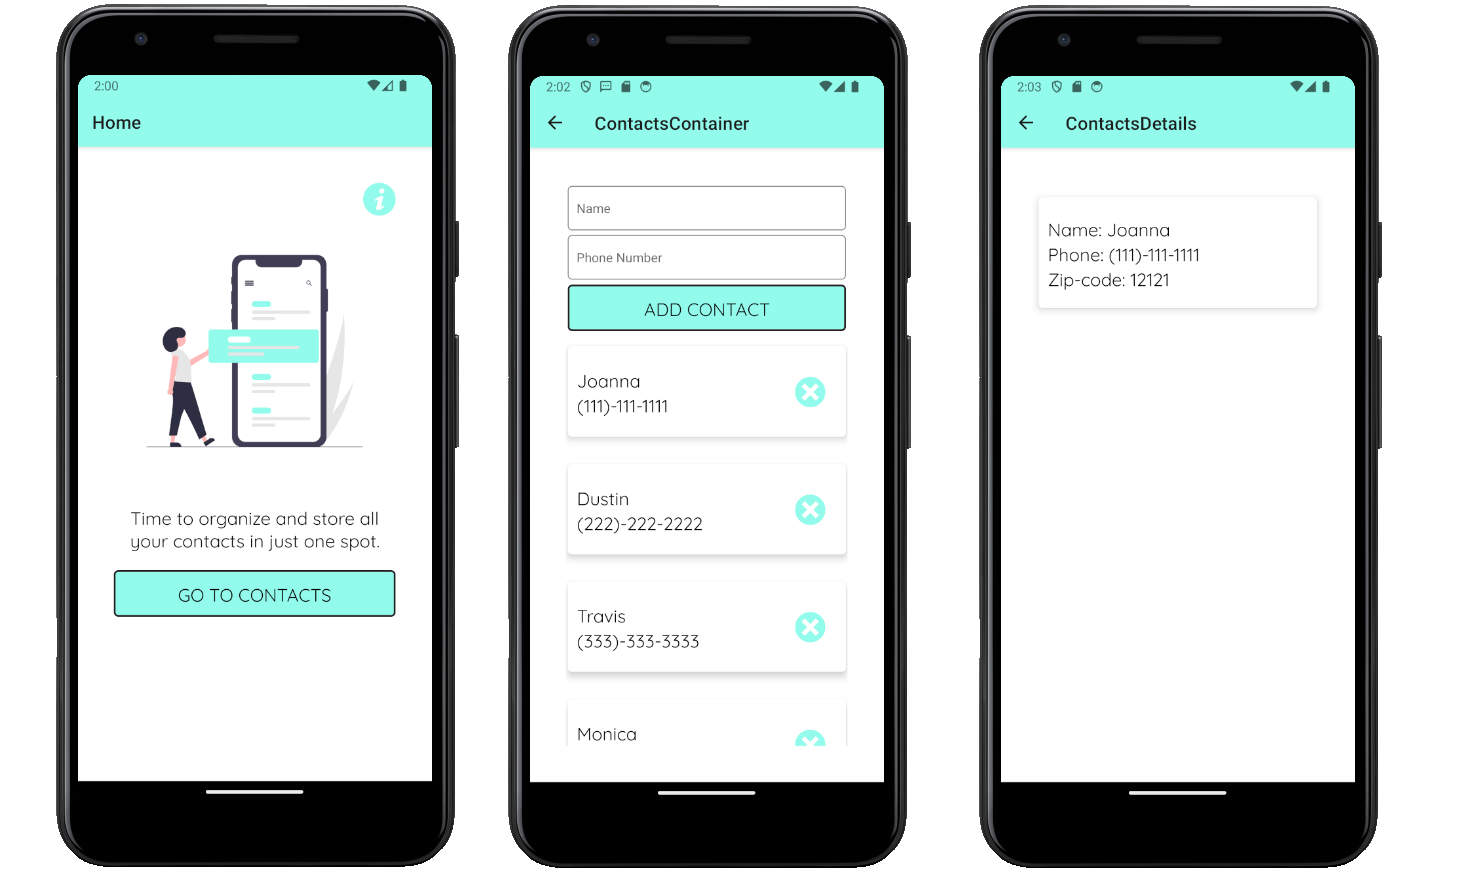 2:00
Home
i
Time to organize and store all
your contacts in just one spot.
GO TO CONTACTS
2:02
ContactsContainer
Name
Phone Number
ADD CONTACT
Joanna
(111)-111-1111
Dustin
(222)-222-2222
Travis
(333)-333-3333
Monica
2:03
ContactsDetails
Name: Joanna
Phone: (111)-111-1111
Zip-code: 12121